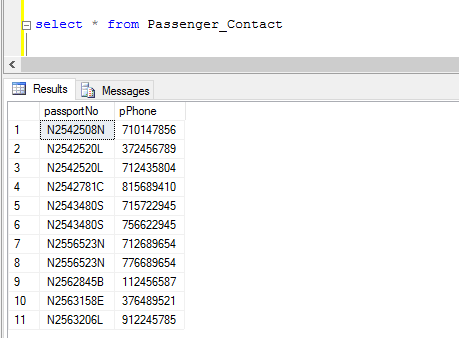 select * from Passenger_Contact
Results Messages
passportNo pPhone
1 N2542508N 710147856
2 N2542520L 372456789
3 N2542520L 712435804
4 N2542781C 815689410
5 N2543480S 715722945
6 N2543480S 756622945
7 N2556523N 712689654
8 N2556523N 776689654
9 N2562845B 112456587
10 N2563158E 376489521
11 N2563206L 912245785